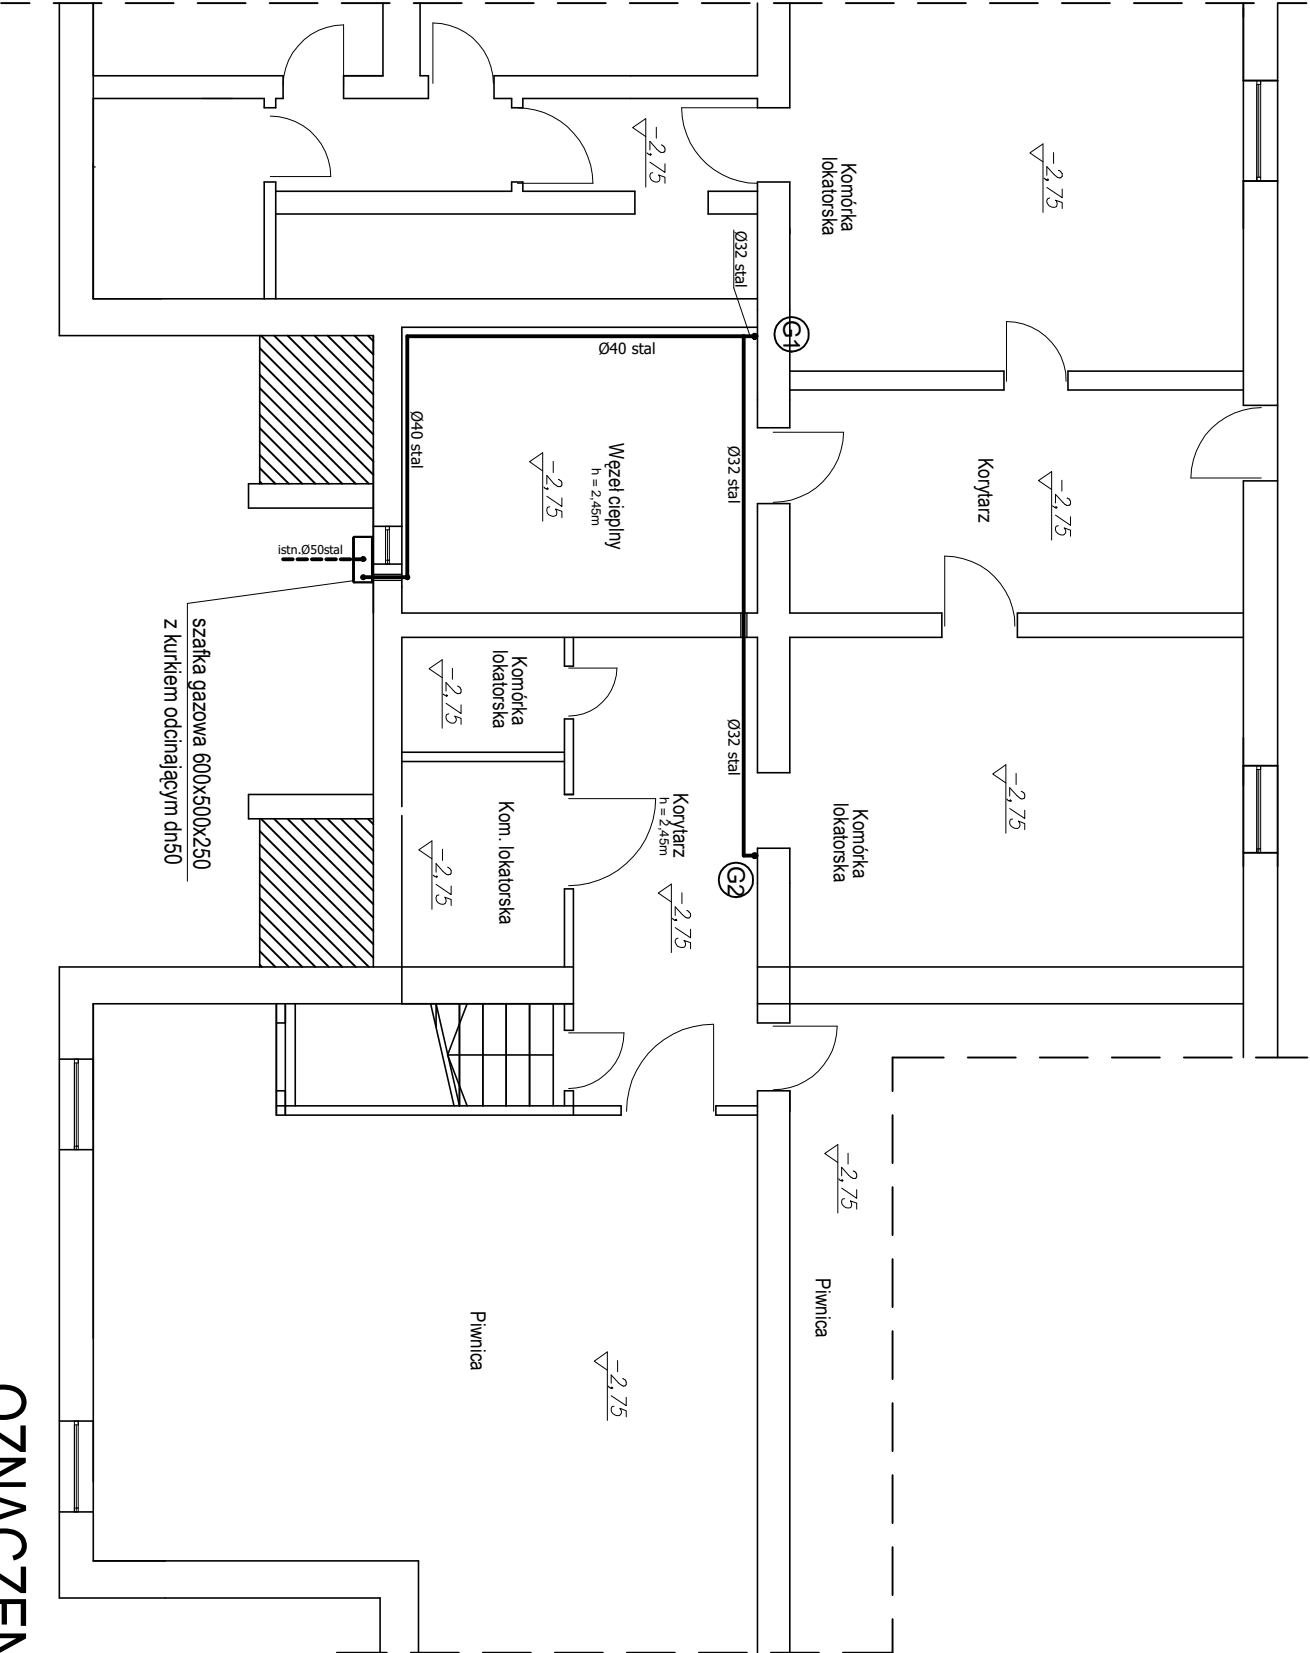 -2,75
Komórka
lokatorska
-2,75
Ø32 stal
G1
Ø40 stal
Ø40 stal
Ø32 stal
Węzeł cieplny
h = 2,45m
-2,75
Korytarz
-2,75
istn.Ø50stal
szafka gazowa 600x500x250
z kurkiem odcinającym dn50
Komórka
lokatorska
-2,75
Ø32 stal
Korytarz
h = 2,45m
-2,75
G2
Komórka
lokatorska
-2,75
Kom. lokatorska
-2,75
-2,75
Piwnica
Piwnica
-2,75